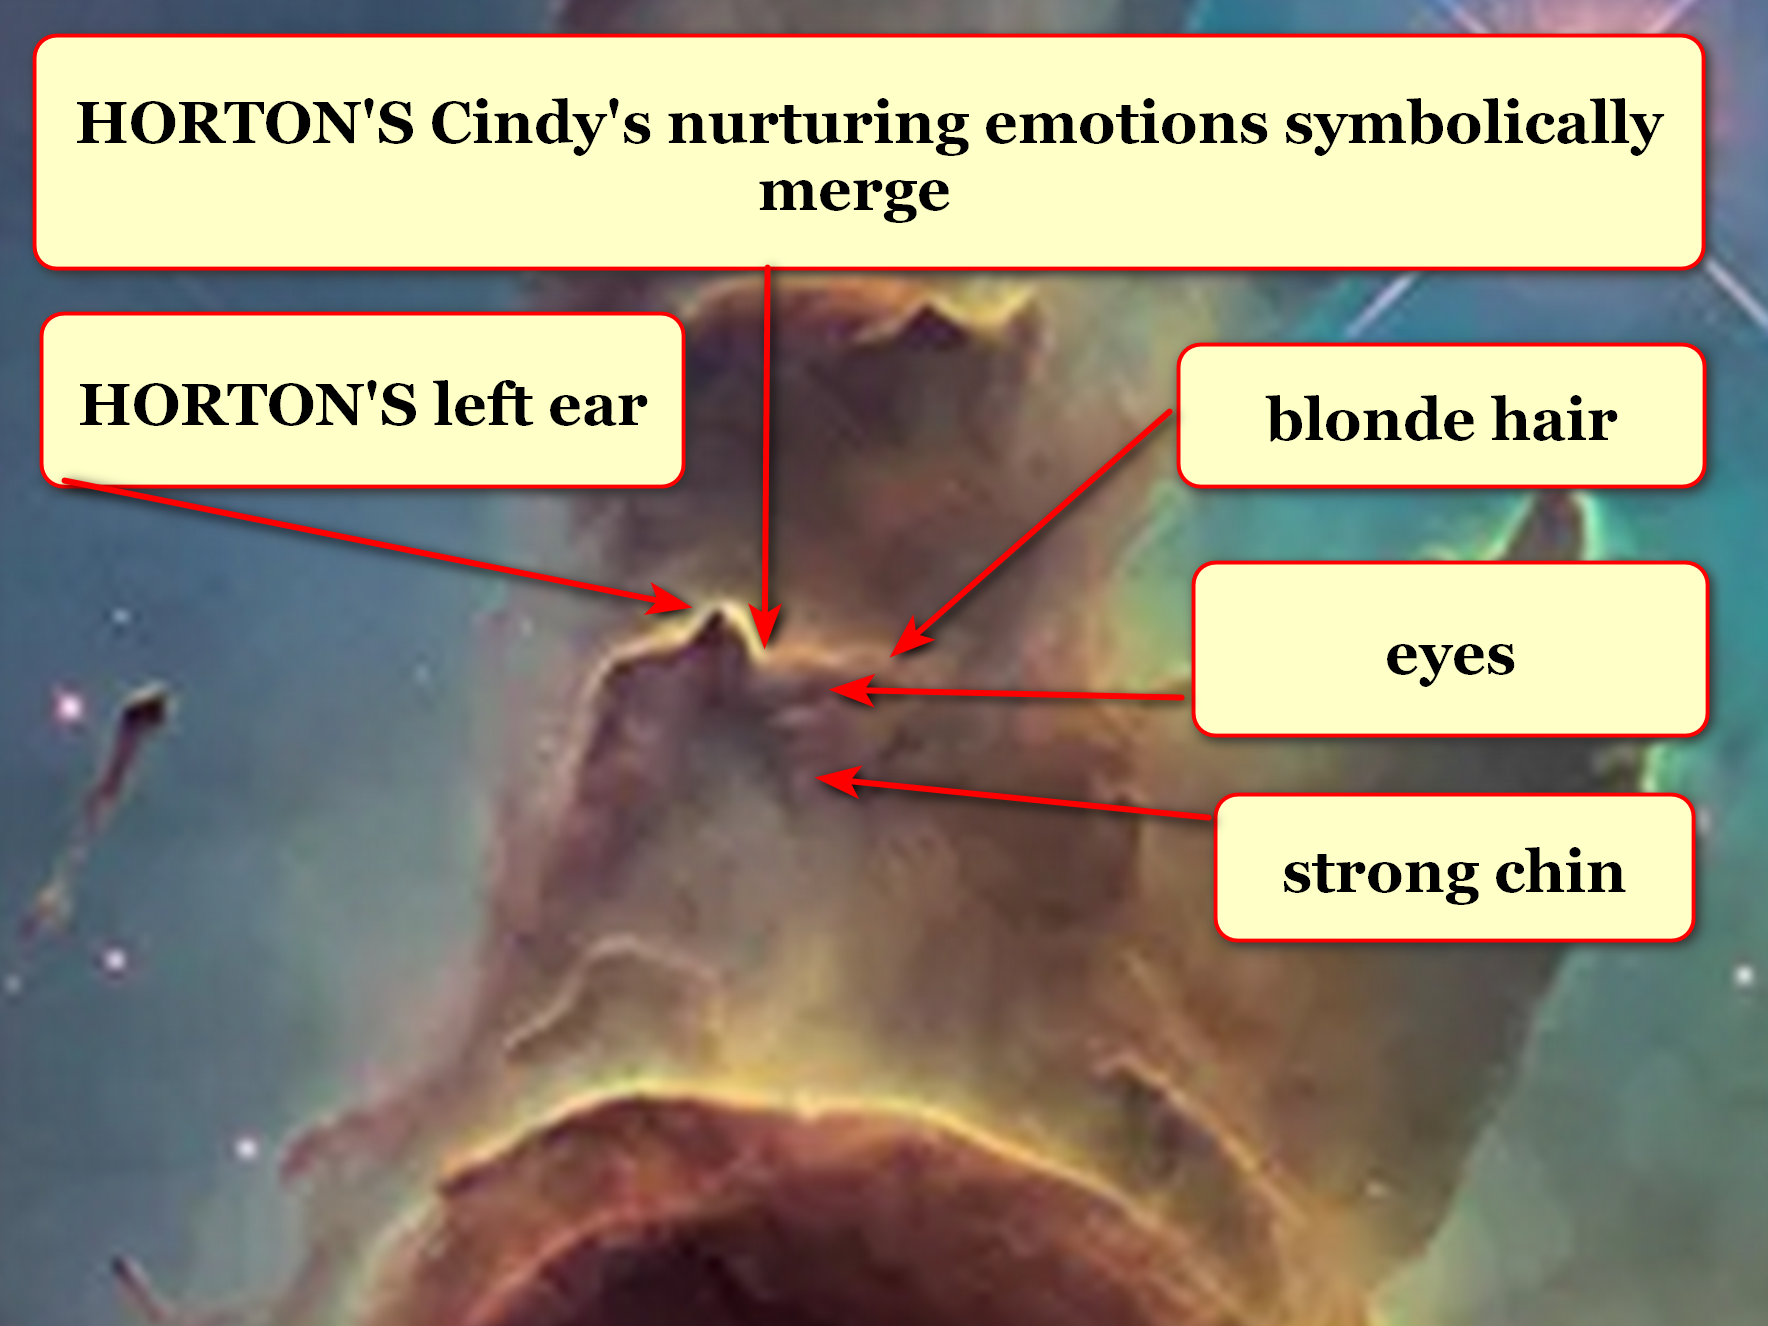 HORTON'S Cindy's nurturing emotions symbolically
merge
HORTON'S left ear
blonde hair
eyes
strong chin